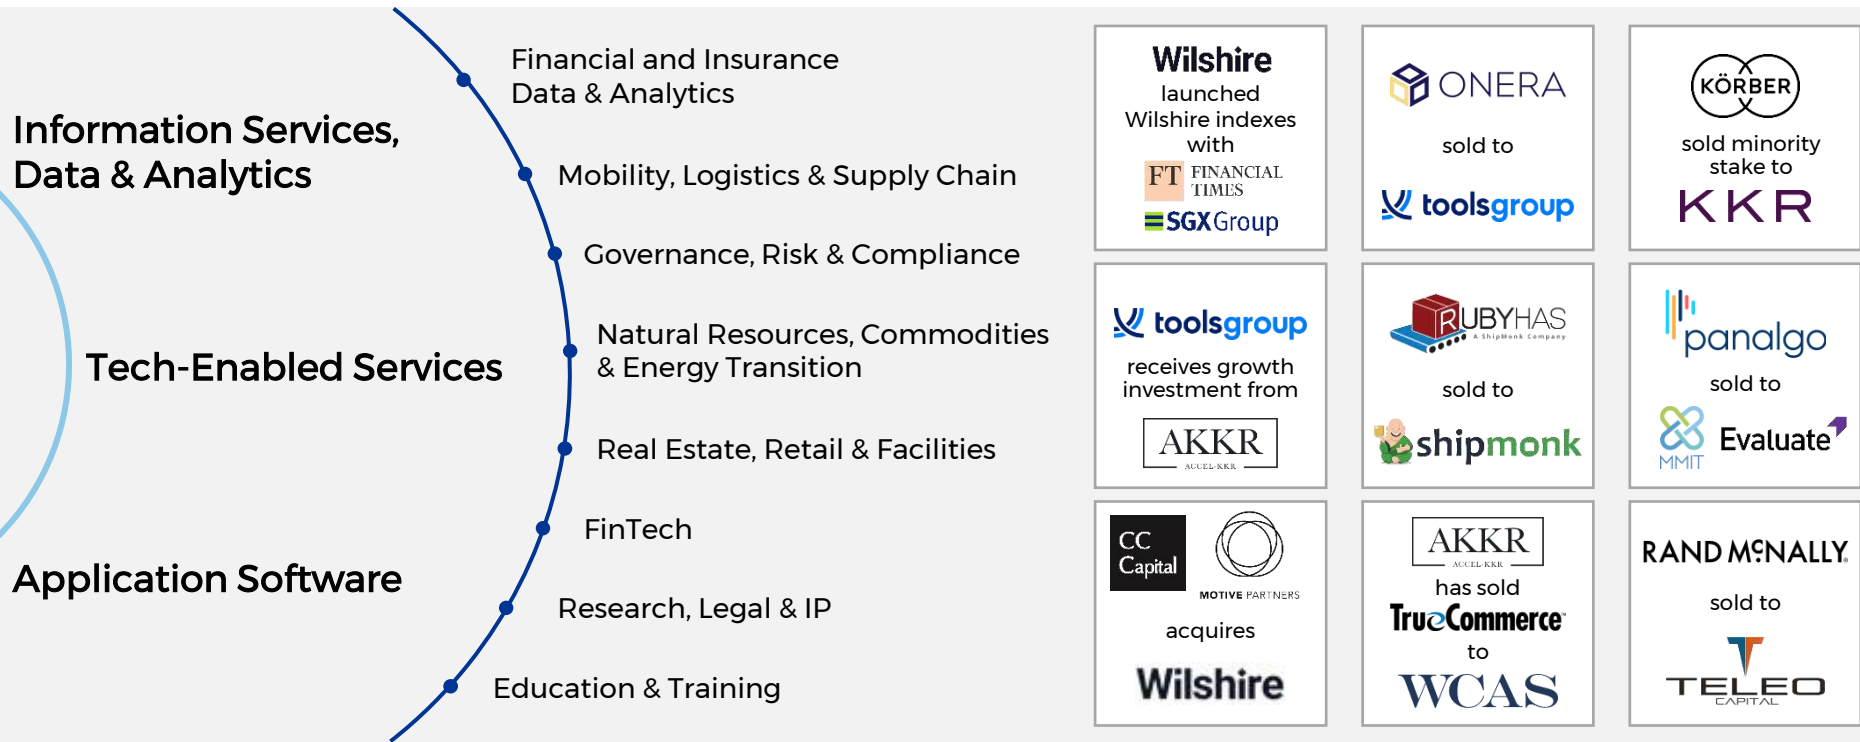 Information Services,
Data & Analytics
Tech-Enabled Services
Application Software
Financial and Insurance
Data & Analytics
Mobility, Logistics & Supply Chain
Governance, Risk & Compliance
Natural Resources, Commodities
& Energy Transition
Real Estate, Retail & Facilities
FinTech
Research, Legal & IP
Education & Training
Wilshire
launched
Wilshire indexes
with
FT FINANCIAL
TIMES
SGX Group
ONERA
sold to
toolsgroup
KÖRBER
sold minority
stake to
KKR
toolsgroup
receives growth
investment from
AKKR
ACCEL-KKR
RUBYHAS
A ShipMonk Company
sold to
shipmonk
panalgo
sold to
MMIT
Evaluate
CC
Capital
MOTIVE PARTNERS
acquires
Wilshire
AKKR
ACCEL-KKR
has sold
TrueCommerce
to
WCAS
RAND McNALLY
sold to
TELEO
CAPITAL